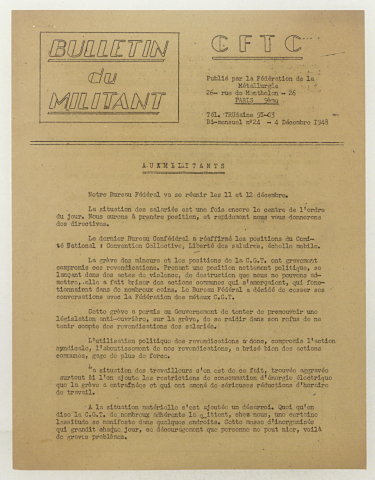 BULLETIN
du
MILITANT
C F T C
Publié par la Fédération de la
Métallurgie
26- rue de Montholon - 26
PARIS 9ème
Tél. TRUdaine 91-03
Bi-mensuel n°24 - 4 Décembre 1948
AUX MILITANTS
Notre Bureau Fédéral va se réunir les 11 et 12 décembre.
La situation des salariés est une fois encore le centre de l'ordre
du jour. Nous aurons à prendre position, et rapidement nous vous donnerons
des directives.
Le dernier Bureau Confédéral a réaffirmé les positions du Comi-
té National : Convention Collective, Liberté des salaires, échelle mobile.
La grève des mineurs et les positions de la C.G.T. ont gravement
compromis ces revendications. Prenant une position nettement politique, se
lançant dans des actes de violence, de destruction que nous ne pouvons ad-
mettre, elle a fait briser des actions communes qui s'amorçaient, qui fonc-
tionnaient dans de nombreux coins. Le Bureau Fédéral a décidé de cesser ses
conversations avec la Fédération des métaux C.G.T.
Cette grève a permis au Gouvernement de tenter de promouvoir une
législation anti-ouvrière, sur la grève, de se raidir dans son refus de ne
tenir compte des revendications des salariés.
L'utilisation politique des revendications a donc, compromis l'action
syndicale, l'aboutissement de nos revendications, a brisé bien des actions
communes, gage de plus de force.
La situation des travailleurs s'en est de ce fait, trouvée aggravée
surtout si l'on ajoute les restrictions de consommation d'énergie électrique
que la grève a entraînées et qui ont amené de sérieuses réductions d'horaire
de travail.
A la situation matérielle s'est ajoutée un désarroi. Quoi qu'en
dise la C.G.T. de nombreux adhérents la quittent, chez nous, une certaine
lassitude se manifeste dans quelques endroits. Cette masse d'inorganisés
qui grandit chaque jour, ce découragement que personne ne peut nier, voilà
de graves problèmes.